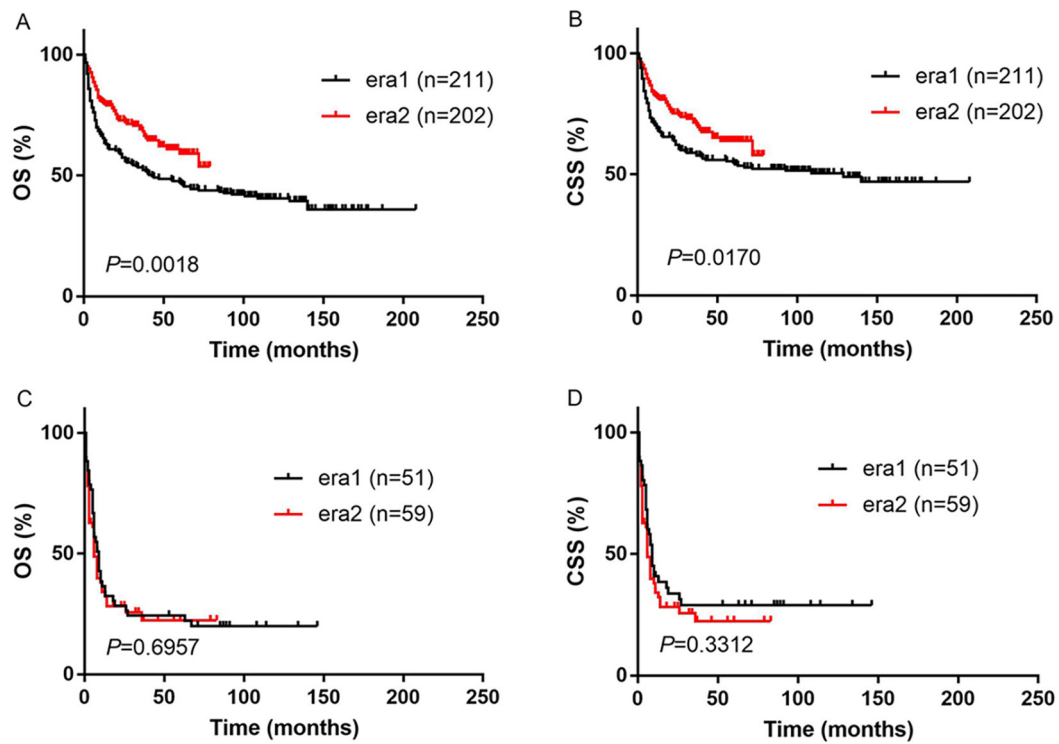 A
OS (%)
100
50
0
era1 (n=211)
era2 (n=202)
P=0.0018
0 50 100 150 200 250
Time (months)
B
CSS (%)
100
50
0
era1 (n=211)
era2 (n=202)
P=0.0170
0 50 100 150 200 250
Time (months)
C
OS (%)
100
50
0
era1 (n=51)
era2 (n=59)
P=0.6957
0 50 100 150 200 250
Time (months)
D
CSS (%)
100
50
0
era1 (n=51)
era2 (n=59)
P=0.3312
0 50 100 150 200 250
Time (months)